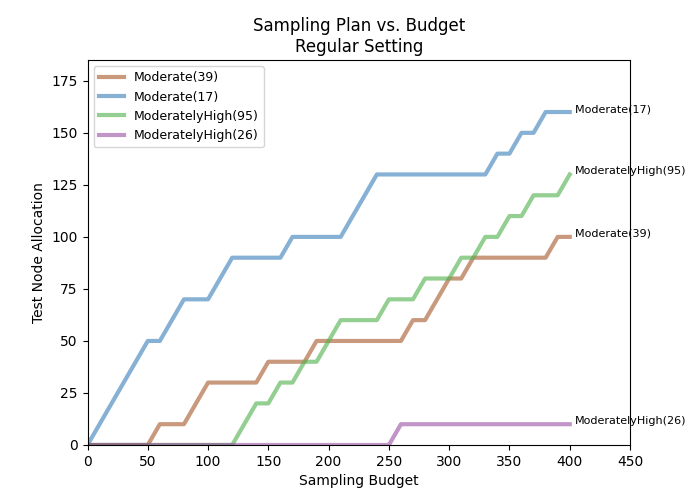 Sampling Plan vs. Budget
Regular Setting
Moderate(39)
Moderate(17)
ModeratelyHigh(95)
ModeratelyHigh(26)
175
150
125
100
75
50
25
0
Test Node Allocation
Moderate(17)
ModeratelyHigh(95)
Moderate(39)
ModeratelyHigh(26)
0 50 100 150 200 250 300 350 400 450
Sampling Budget